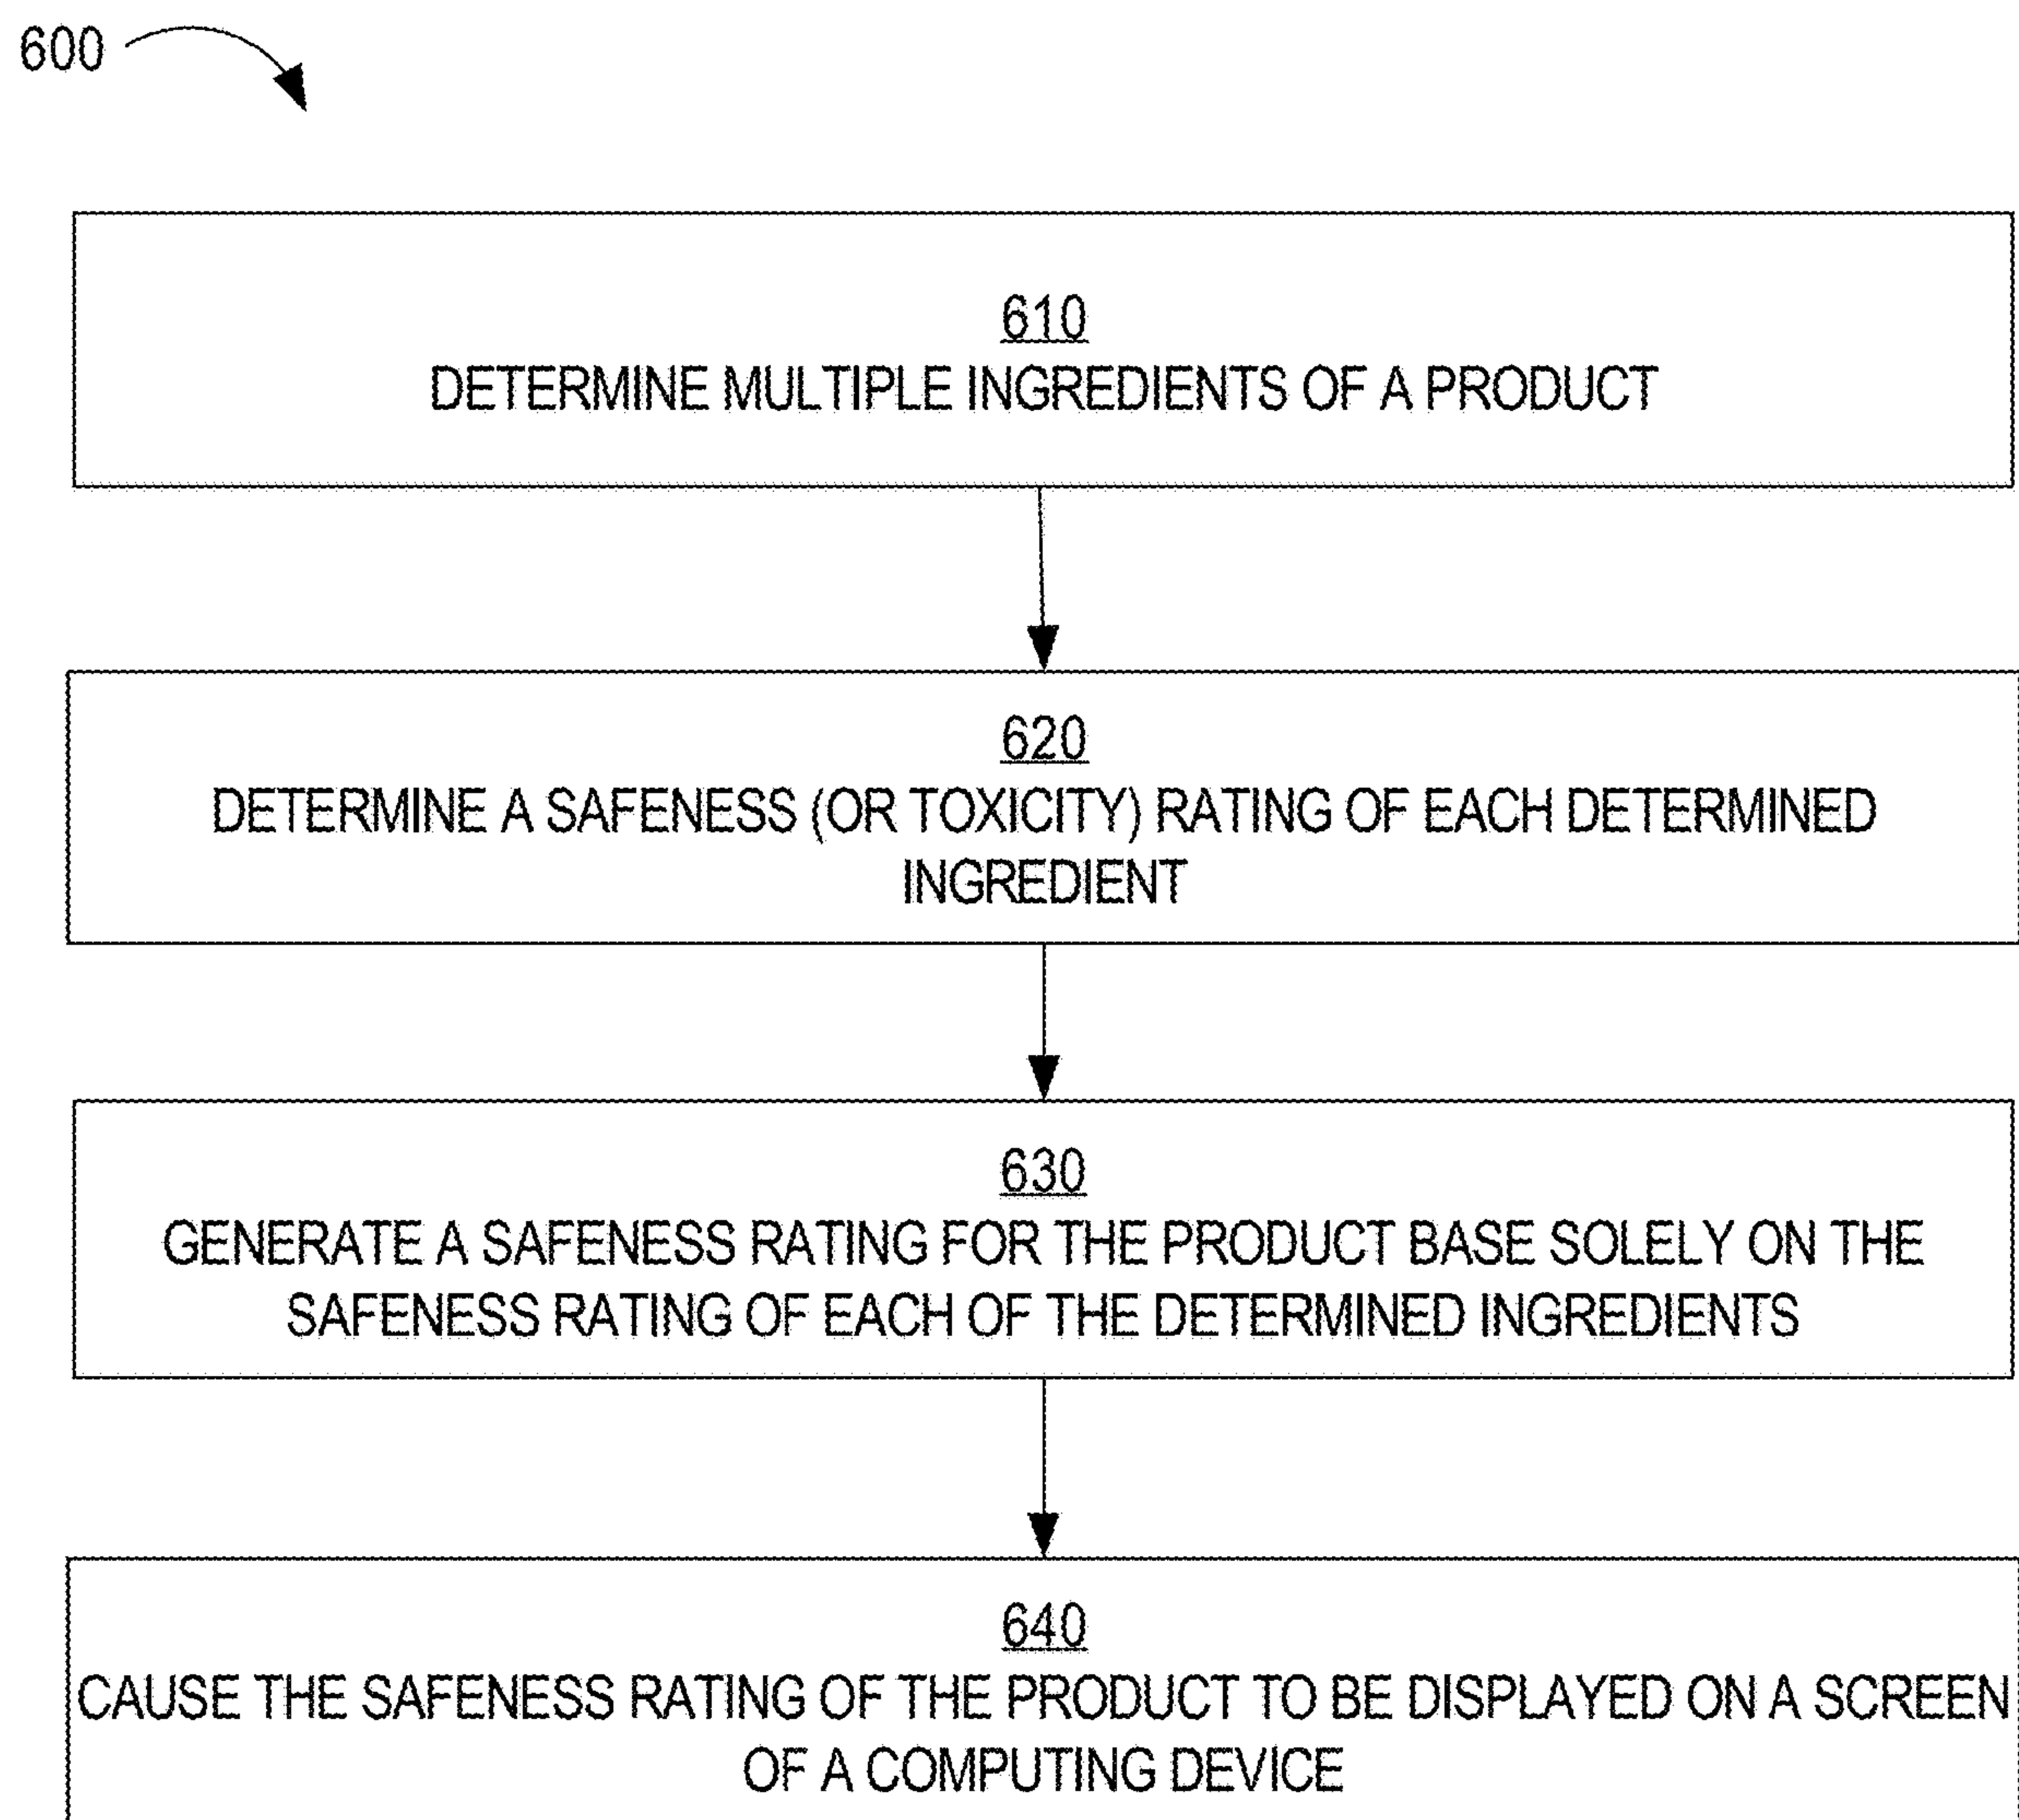 600
610
DETERMINE MULTIPLE INGREDIENTS OF A PRODUCT
620
DETERMINE A SAFENESS (OR TOXICITY) RATING OF EACH DETERMINED
INGREDIENT
630
GENERATE A SAFENESS RATING FOR THE PRODUCT BASE SOLELY ON THE
SAFENESS RATING OF EACH OF THE DETERMINED INGREDIENTS
640
CAUSE THE SAFENESS RATING OF THE PRODUCT TO BE DISPLAYED ON A SCREEN
OF A COMPUTING DEVICE